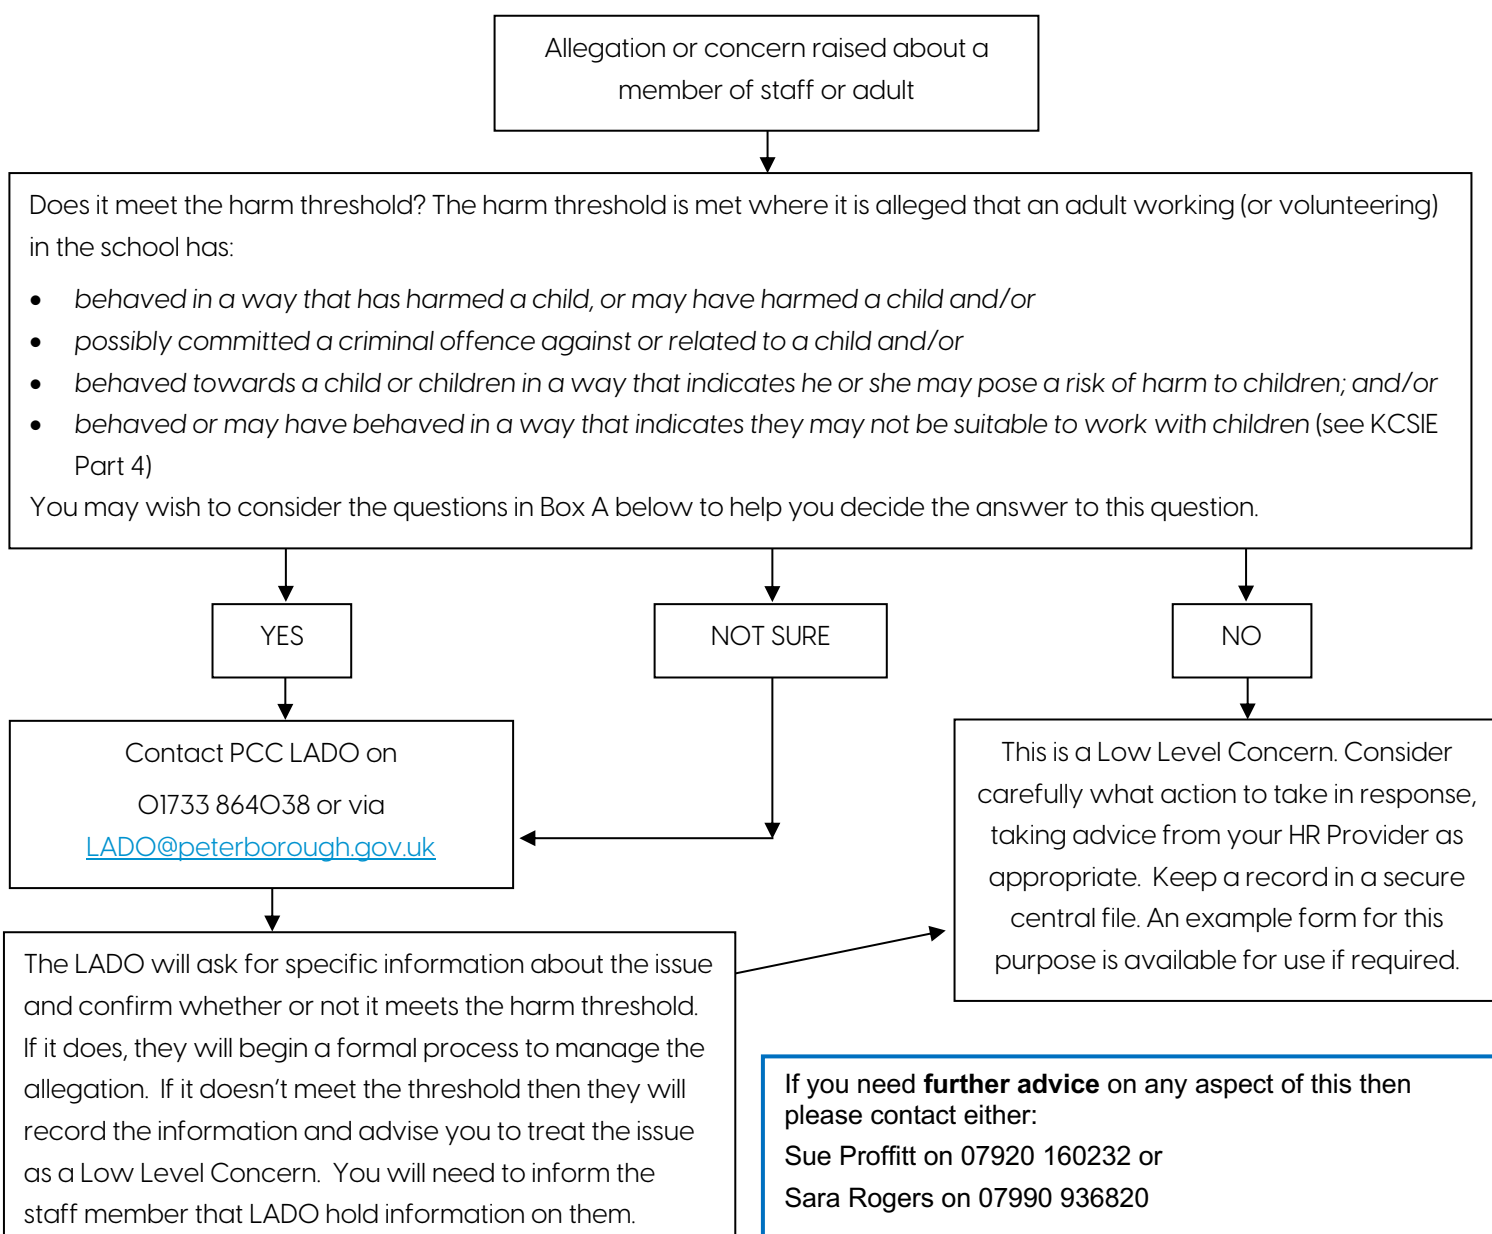 Allegation or concern raised about a
member of staff or adult
Does it meet the harm threshold? The harm threshold is met where it is alleged that an adult working (or volunteering)
in the school has:
• behaved in a way that has harmed a child, or may have harmed a child and/or
• possibly committed a criminal offence against or related to a child and/or
• behaved towards a child or children in a way that indicates he or she may pose a risk of harm to children; and/or
• behaved or may have behaved in a way that indicates they may not be suitable to work with children (see KCSIE
Part 4)
You may wish to consider the questions in Box A below to help you decide the answer to this question.
YES
NOT SURE
NO
Contact PCC LADO on
01733 864038 or via
LADO@peterborough.gov.uk
This is a Low Level Concern. Consider
carefully what action to take in response,
taking advice from your HR Provider as
appropriate. Keep a record in a secure
central file. An example form for this
purpose is available for use if required.
The LADO will ask for specific information about the issue
and confirm whether or not it meets the harm threshold.
If it does, they will begin a formal process to manage the
allegation. If it doesn't meet the threshold then they will
record the information and advise you to treat the issue
as a Low Level Concern. You will need to inform the
staff member that LADO hold information on them.
If you need further advice on any aspect of this then
please contact either:
Sue Proffitt on 07920 160232 or
Sara Rogers on 07990 936820